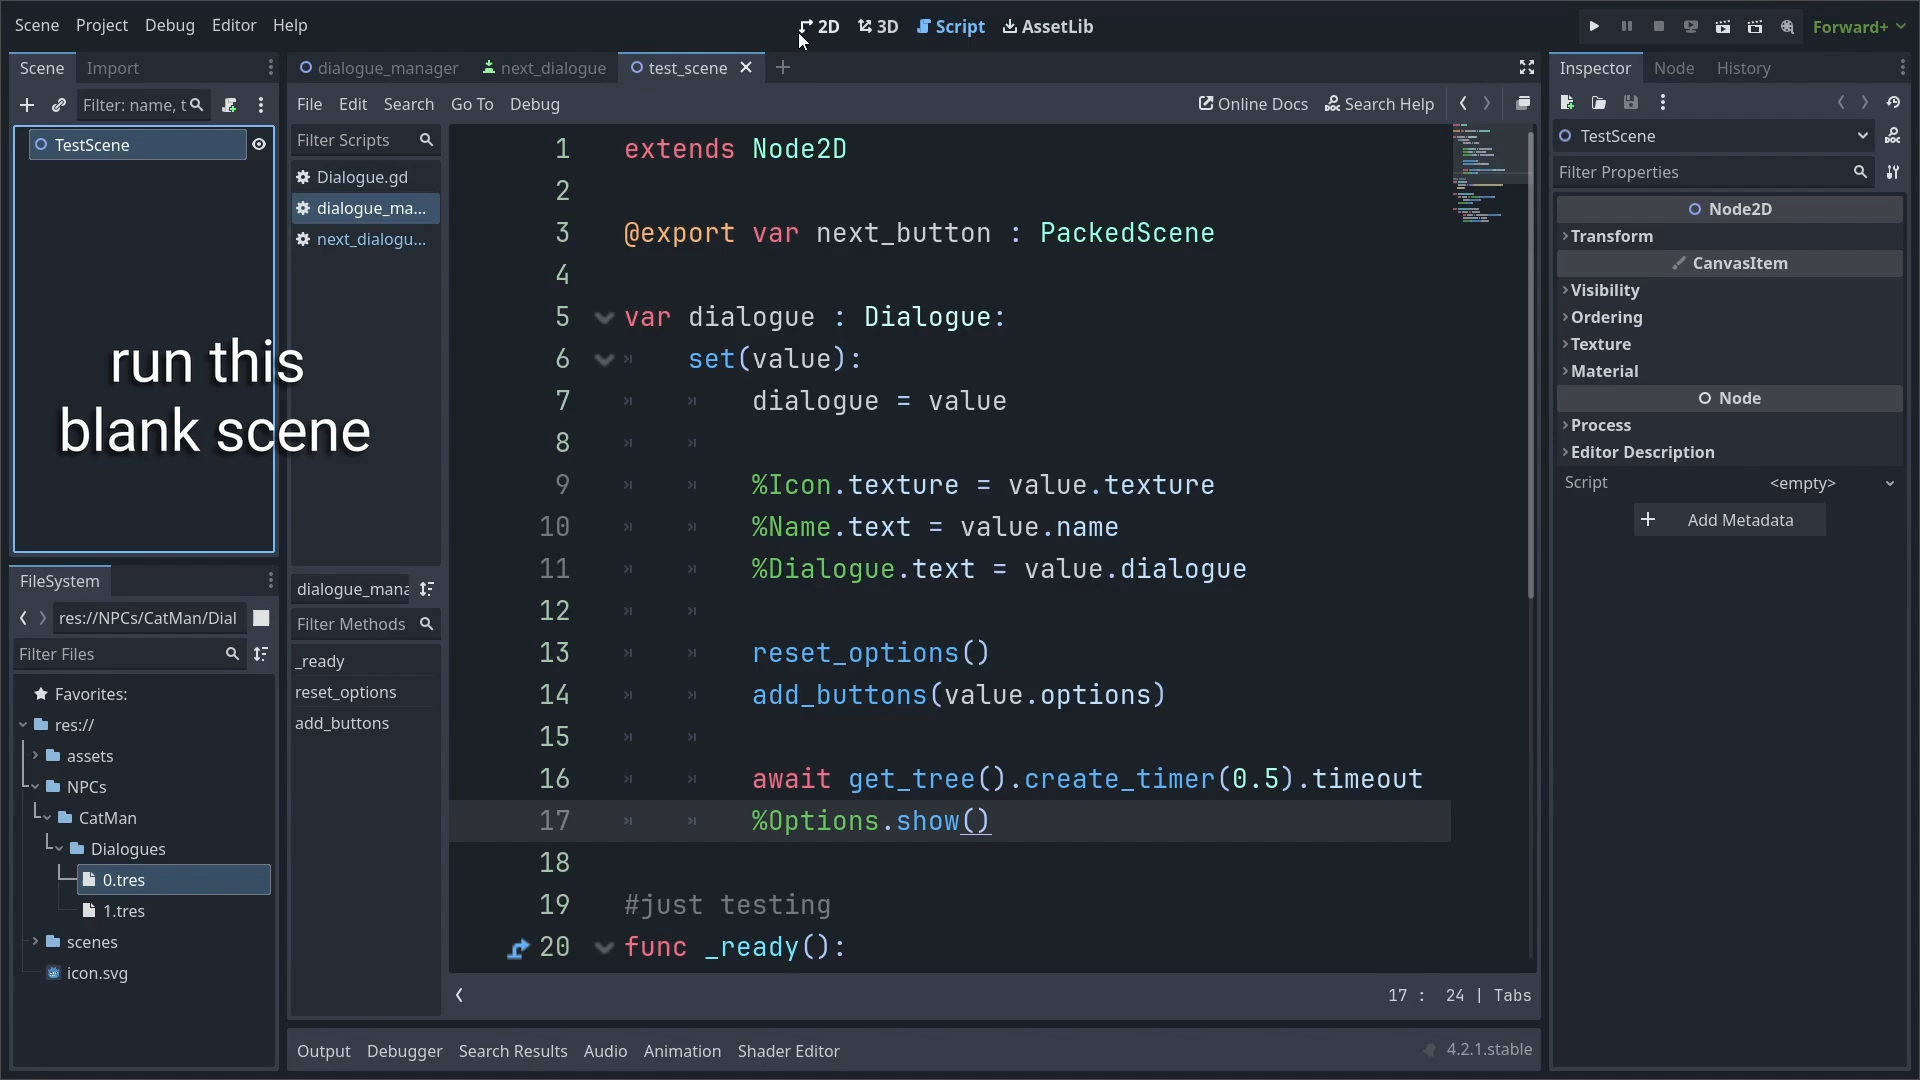 Scene Project Debug Editor Help
2D 3D Script AssetLib
Forward+
Scene Import
dialogue_manager next_dialogue test_scene
Inspector Node History
Filter: name, t
File Edit Search Go To Debug
Online Docs Search Help
TestScene
TestScene
Filter Properties
Node2D
Transform
CanvasItem
Visibility
Ordering
Texture
Material
Node
Process
Editor Description
Script <empty>
Add Metadata
run this
blank scene
Filter Scripts
Dialogue.gd
dialogue_ma...
next_dialogu...
dialogue_mana
Filter Methods
_ready
reset_options
add_buttons
1 extends Node2D
2
3 @export var next_button : PackedScene
4
5 var dialogue : Dialogue:
6 set(value):
7 dialogue = value
8
9 %Icon.texture = value.texture
10 %Name.text = value.name
11 %Dialogue.text = value.dialogue
12
13 reset_options()
14 add_buttons(value.options)
15
16 await get_tree().create_timer(0.5).timeout
17 %Options.show()
18
19 #just testing
20 func _ready():
17 : 24 | Tabs
FileSystem
res://NPCs/CatMan/Dial
Filter Files
Favorites:
res://
assets
NPCs
CatMan
Dialogues
0.tres
1.tres
scenes
icon.svg
Output Debugger Search Results Audio Animation Shader Editor
4.2.1.stable